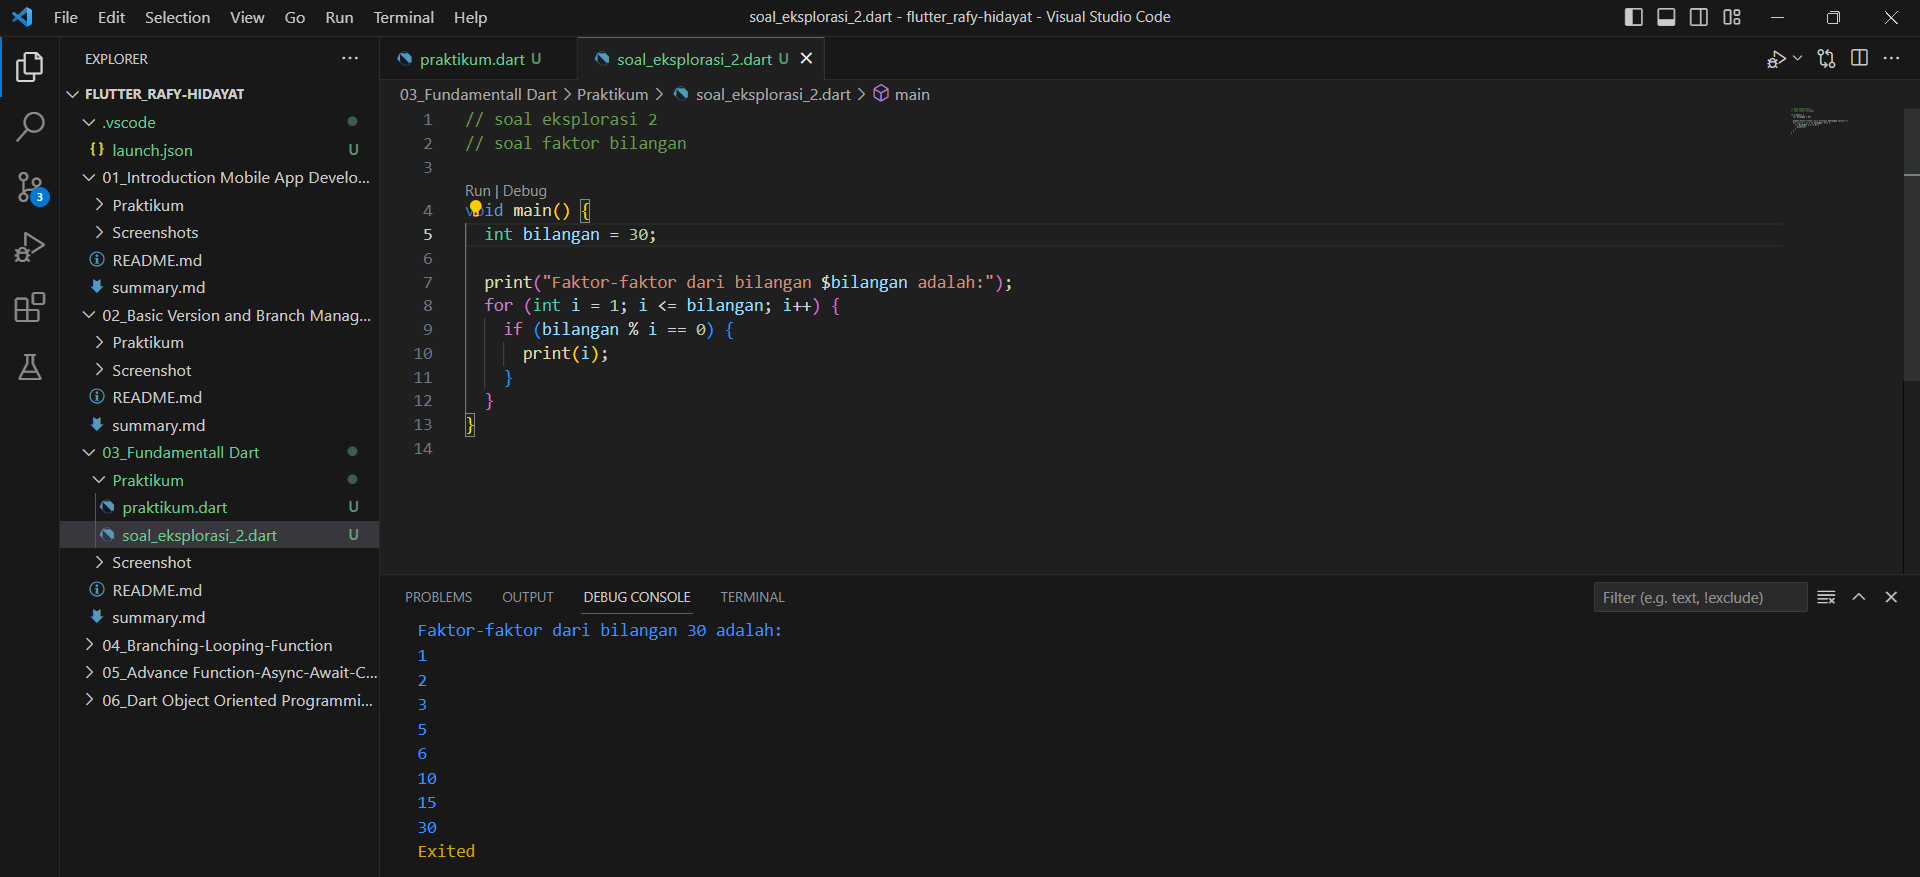 File Edit Selection View Go Run Terminal Help
soal_eksplorasi_2.dart - flutter_rafy-hidayat - Visual Studio Code
EXPLORER
FLUTTER_RAFY-HIDAYAT
.vscode
launch.json U
01_Introduction Mobile App Develo...
Praktikum
Screenshots
README.md
summary.md
02_Basic Version and Branch Manag...
Praktikum
Screenshot
README.md
summary.md
03_Fundamentall Dart
Praktikum
praktikum.dart U
soal_eksplorasi_2.dart U
Screenshot
README.md
summary.md
04_Branching-Looping-Function
05_Advance Function-Async-Await-C...
06_Dart Object Oriented Programmi...
3
praktikum.dart U
soal_eksplorasi_2.dart U
03_Fundamentall Dart > Praktikum > soal_eksplorasi_2.dart > main
1 // soal eksplorasi 2
2 // soal faktor bilangan
3
Run | Debug
4 void main() {
5 int bilangan = 30;
6
7 print("Faktor-faktor dari bilangan $bilangan adalah:");
8 for (int i = 1; i <= bilangan; i++) {
9 if (bilangan % i == 0) {
10 print(i);
11 }
12 }
13 }
14
PROBLEMS OUTPUT DEBUG CONSOLE TERMINAL
Filter (e.g. text, !exclude)
Faktor-faktor dari bilangan 30 adalah:
1
2
3
5
6
10
15
30
Exited